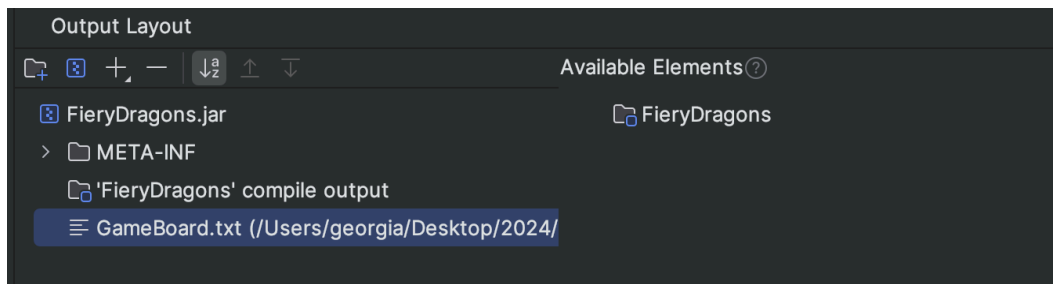 Output Layout
Available Elements
FieryDragons.jar
FieryDragons
META-INF
'FieryDragons' compile output
GameBoard.txt (/Users/georgia/Desktop/2024/